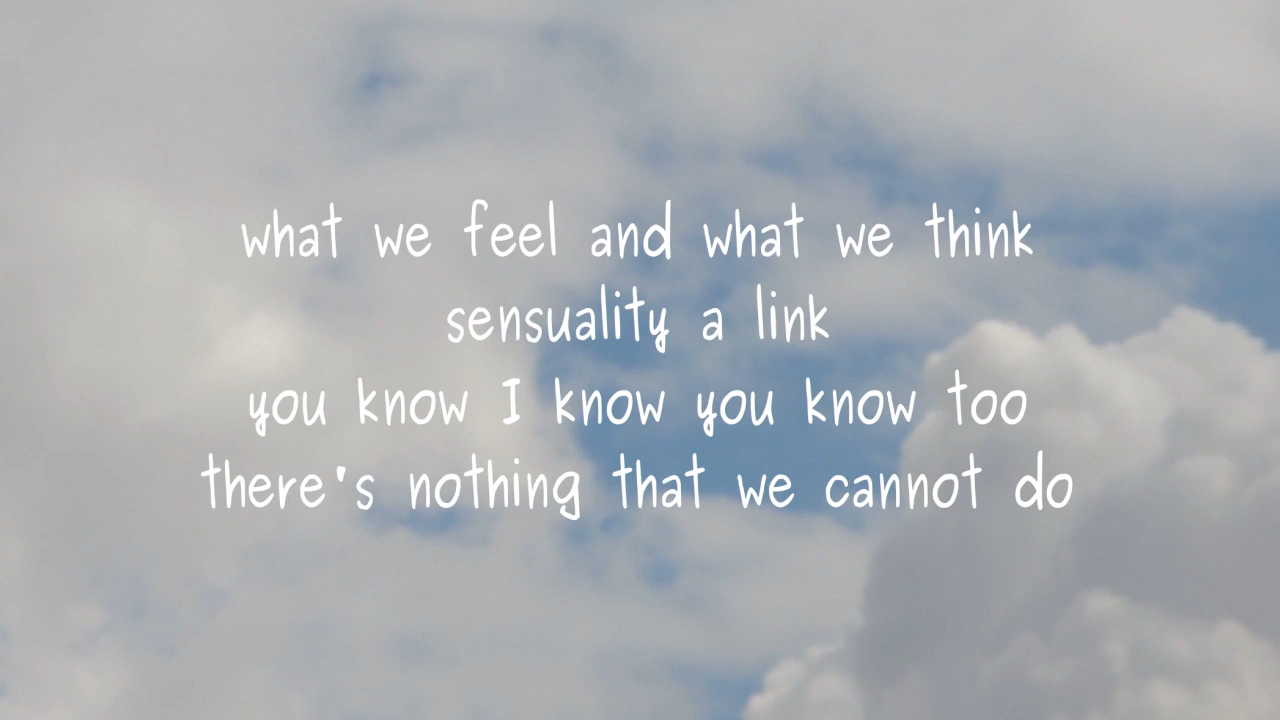 what we feel and what we think
sensuality a link
you know I know you know too
there's nothing that we cannot do